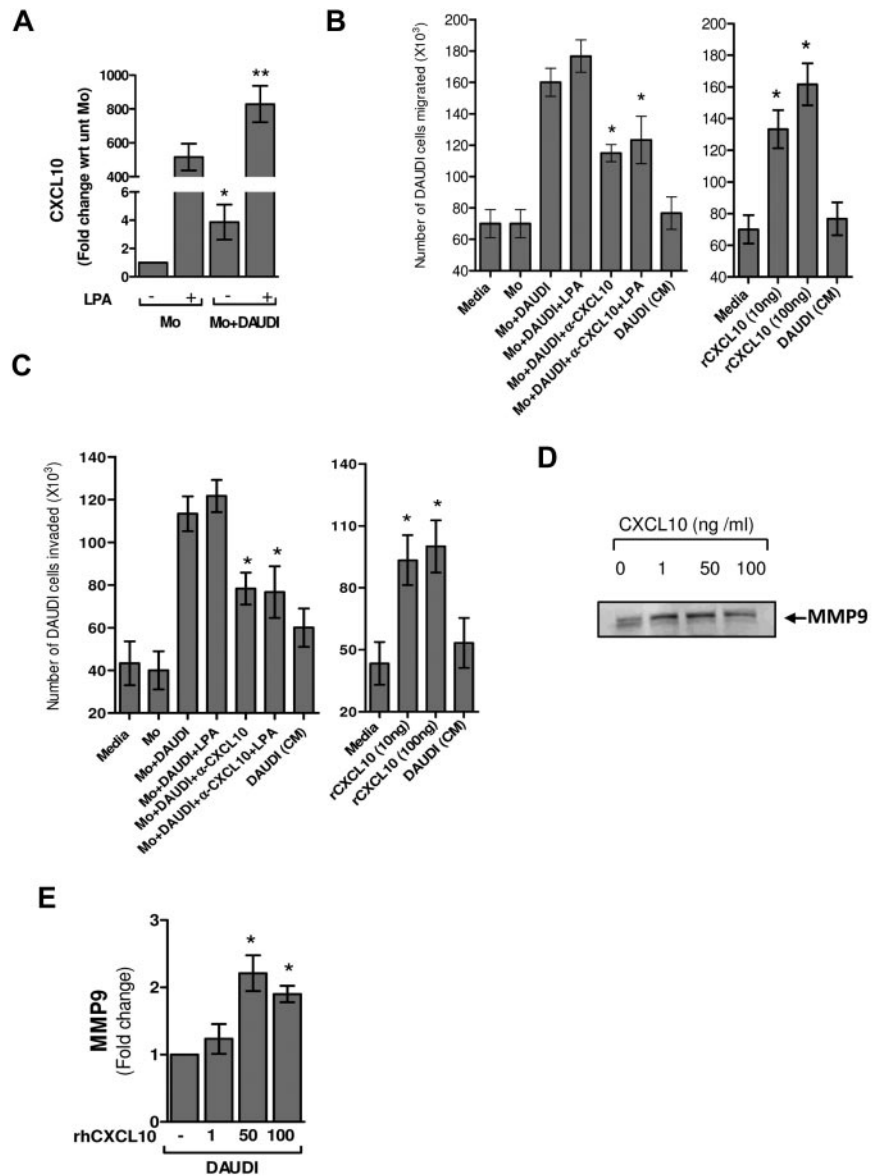 A
CXCL10
(Fold change wrt unt Mo)
1000
800
600
400
6
4
2
0
*
**
LPA
- + - +
Mo Mo+DAUDI
B
Number of DAUDI cells migrated (X10³)
200
180
160
140
120
100
80
60
40
* *
Media
Mo
Mo+DAUDI
Mo+DAUDI+LPA
Mo+DAUDI+α-CXCL10
Mo+DAUDI+α-CXCL10+LPA
DAUDI (CM)
200
180
160
140
120
100
80
60
40
* *
Media
rCXCL10 (10ng)
rCXCL10 (100ng)
DAUDI (CM)
C
Number of DAUDI cells invaded (X10³)
140
120
100
80
60
40
20
* *
Media
Mo
Mo+DAUDI
Mo+DAUDI+LPA
Mo+DAUDI+α-CXCL10
Mo+DAUDI+α-CXCL10+LPA
DAUDI (CM)
140
110
80
50
20
* *
Media
rCXCL10 (10ng)
rCXCL10 (100ng)
DAUDI (CM)
D
CXCL10 (ng /ml)
0 1 50 100
MMP9
E
MMP9
(Fold change)
3
2
1
0
* *
rhCXCL10 - 1 50 100
DAUDI